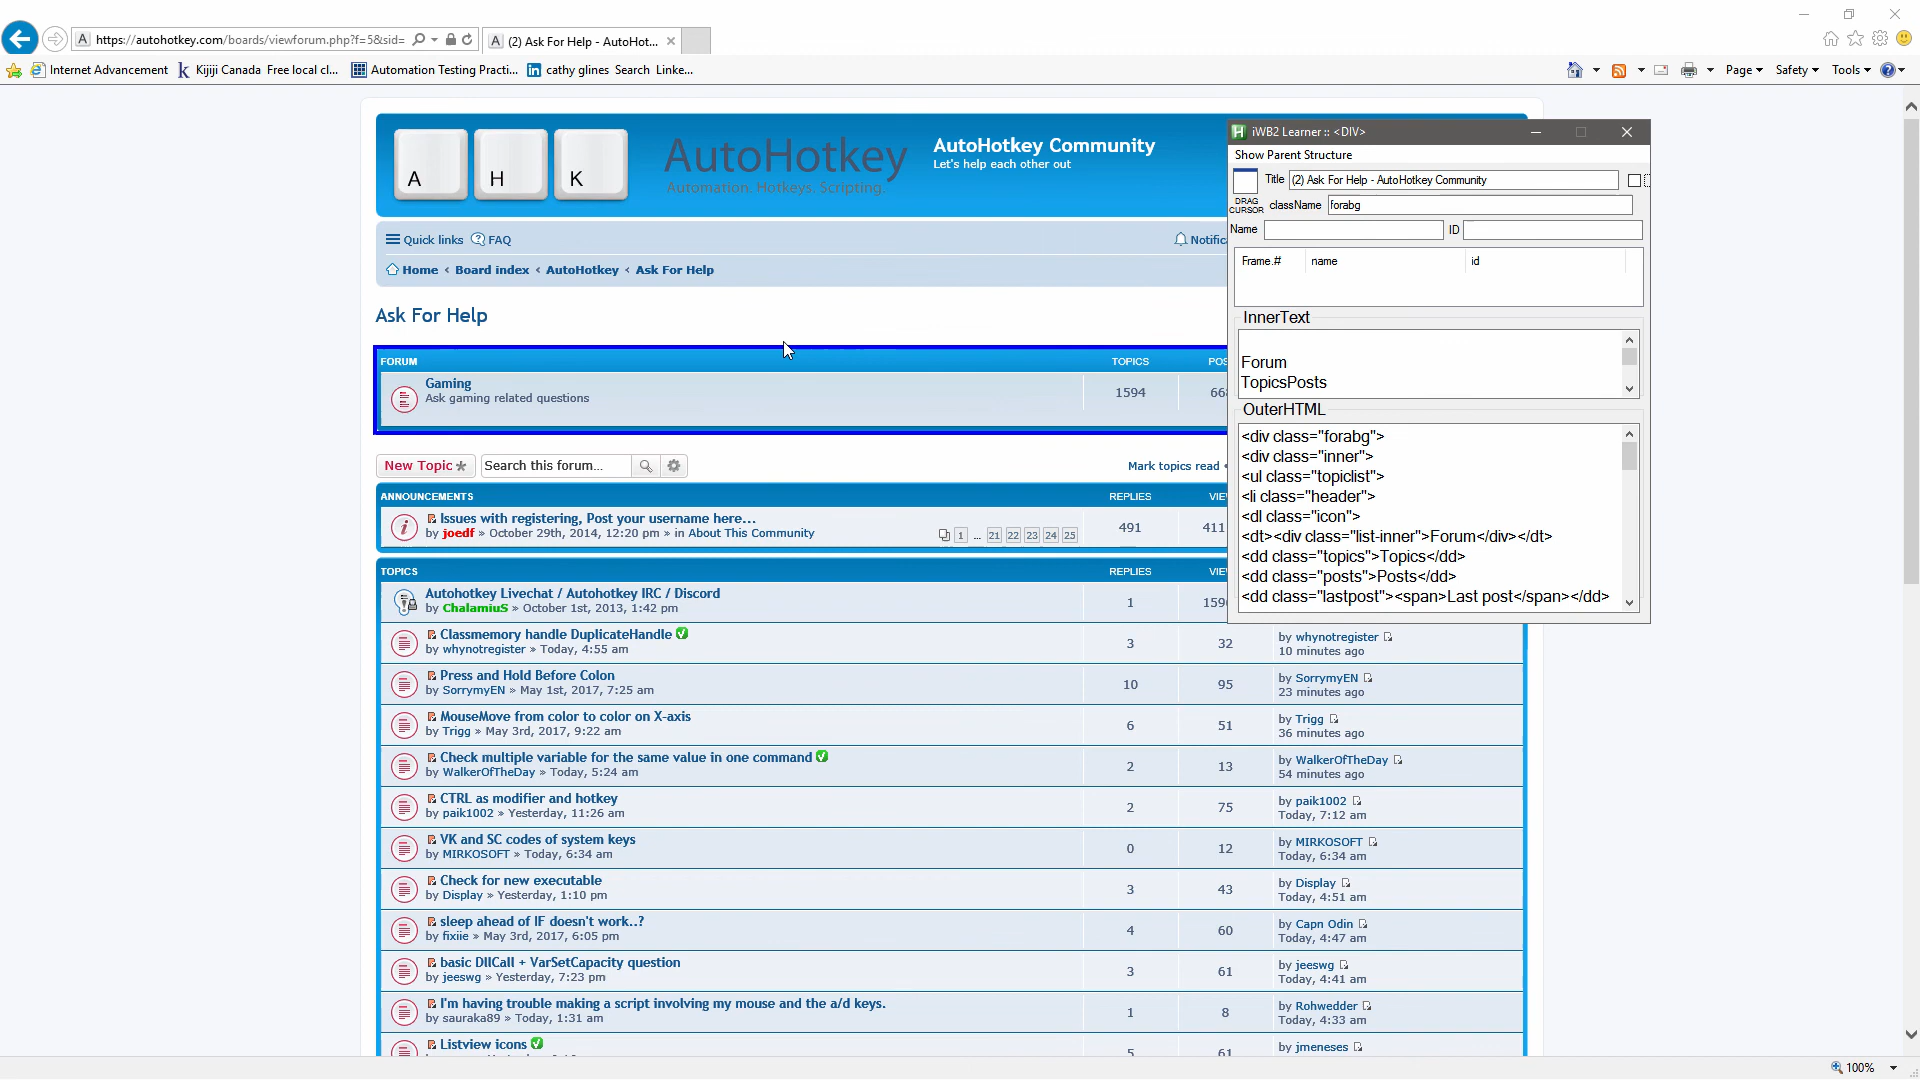 https://autohotkey.com/boards/viewforum.php?f=5&sid=
(2) Ask For Help - AutoHot...
Internet Advancement
Kijiji Canada Free local cl...
Automation Testing Practi...
cathy glines Search Linke...
Page
Safety
Tools
A
H
K
AutoHotkey
Automation. Hotkeys. Scripting.
AutoHotkey Community
Let's help each other out
Quick links
FAQ
Home ‹ Board index ‹ AutoHotkey ‹ Ask For Help
Ask For Help
FORUM TOPICS
Gaming
Ask gaming related questions
1594
New Topic
Search this forum...
Mark topics read
ANNOUNCEMENTS REPLIES
Issues with registering, Post your username here...
by joedf » October 29th, 2014, 12:20 pm » in About This Community
1 ... 21 22 23 24 25
491
TOPICS REPLIES
Autohotkey Livechat / Autohotkey IRC / Discord
by ChalamiuS » October 1st, 2013, 1:42 pm
1
Classmemory handle DuplicateHandle
by whynotregister » Today, 4:55 am
3 32
by whynotregister
10 minutes ago
Press and Hold Before Colon
by SorrymyEN » May 1st, 2017, 7:25 am
10 95
by SorrymyEN
23 minutes ago
MouseMove from color to color on X-axis
by Trigg » May 3rd, 2017, 9:22 am
6 51
by Trigg
36 minutes ago
Check multiple variable for the same value in one command
by WalkerOfTheDay » Today, 5:24 am
2 13
by WalkerOfTheDay
54 minutes ago
CTRL as modifier and hotkey
by paik1002 » Yesterday, 11:26 am
2 75
by paik1002
Today, 7:12 am
VK and SC codes of system keys
by MIRKOSOFT » Today, 6:34 am
0 12
by MIRKOSOFT
Today, 6:34 am
Check for new executable
by Display » Yesterday, 1:10 pm
3 43
by Display
Today, 4:51 am
sleep ahead of IF doesn't work..?
by fixiie » May 3rd, 2017, 6:05 pm
4 60
by Capn Odin
Today, 4:47 am
basic DllCall + VarSetCapacity question
by jeeswg » Yesterday, 7:23 pm
3 61
by jeeswg
Today, 4:41 am
I'm having trouble making a script involving my mouse and the a/d keys.
by sauraka89 » Today, 1:31 am
1 8
by Rohwedder
Today, 4:33 am
Listview icons
5 61
by jmeneses
iWB2 Learner :: <DIV>
Show Parent Structure
DRAG
CURSOR
Title (2) Ask For Help - AutoHotkey Community
className forabg
Name
ID
Frame.# name id
InnerText
Forum
TopicsPosts
OuterHTML
<div class="forabg">
<div class="inner">
<ul class="topiclist">
<li class="header">
<dl class="icon">
<dt><div class="list-inner">Forum</div></dt>
<dd class="topics">Topics</dd>
<dd class="posts">Posts</dd>
<dd class="lastpost"><span>Last post</span></dd>
100%